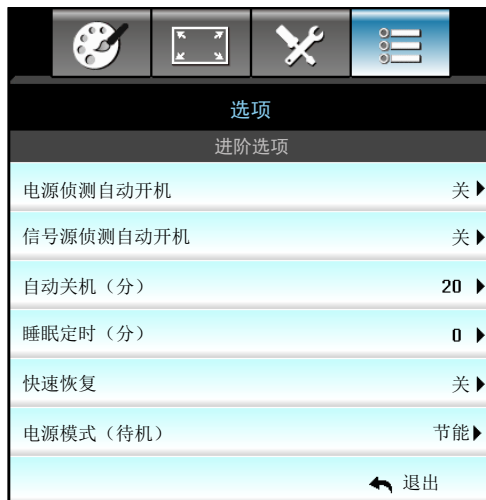 选项
进阶选项
电源侦测自动开机 关
信号源侦测自动开机 关
自动关机（分） 20
睡眠定时（分） 0
快速恢复 关
电源模式（待机） 节能
退出